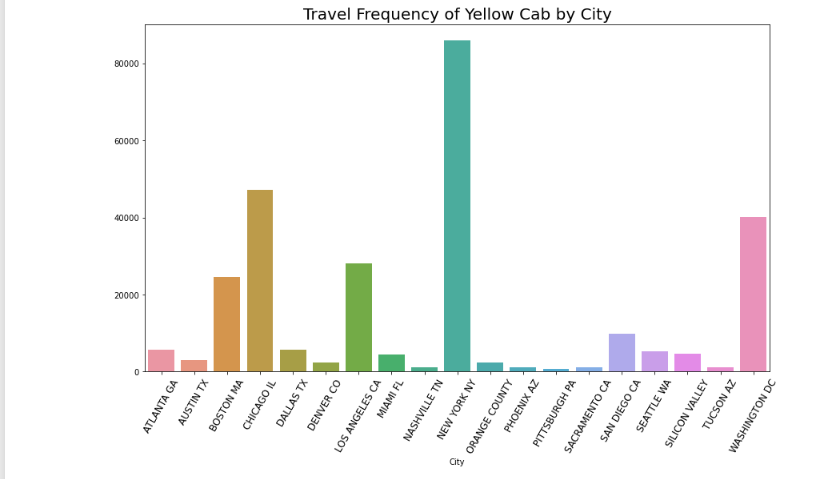 Travel Frequency of Yellow Cab by City
80000
60000
40000
20000
0
ATLANTA GA
AUSTIN TX
BOSTON MA
CHICAGO IL
DALLAS TX
DENVER CO
LOS ANGELES CA
MIAMI FL
NASHVILLE TN
NEW YORK NY
ORANGE COUNTY
PHOENIX AZ
PITTSBURGH PA
SACRAMENTO CA
SAN DIEGO CA
SEATTLE WA
SILICON VALLEY
TUCSON AZ
WASHINGTON DC
City